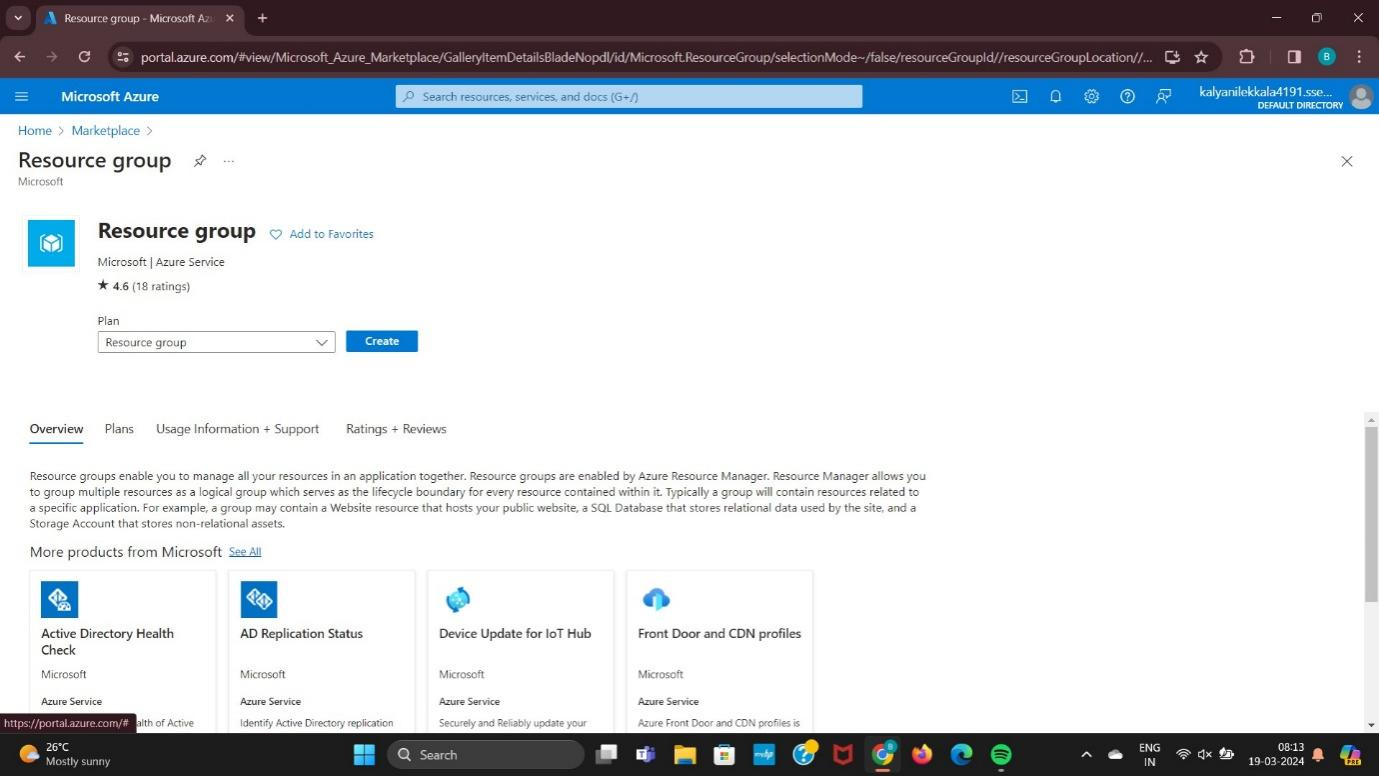 Resource group - Microsoft Az
portal.azure.com/#view/Microsoft_Azure_Marketplace/GalleryItemDetailsBladeNopdl/id/Microsoft.ResourceGroup/selectionMode~/false/resourceGroupId//resourceGroupLocation//...
B
Microsoft Azure
Search resources, services, and docs (G+/)
kalyanilekkala4191.sse...
DEFAULT DIRECTORY
Home > Marketplace >
Resource group
...
Microsoft
Resource group
Add to Favorites
Microsoft | Azure Service
★ 4.6 (18 ratings)
Plan
Resource group
Create
Overview Plans Usage Information + Support Ratings + Reviews
Resource groups enable you to manage all your resources in an application together. Resource groups are enabled by Azure Resource Manager. Resource Manager allows you
to group multiple resources as a logical group which serves as the lifecycle boundary for every resource contained within it. Typically a group will contain resources related to
a specific application. For example, a group may contain a Website resource that hosts your public website, a SQL Database that stores relational data used by the site, and a
Storage Account that stores non-relational assets.
More products from Microsoft See All
Active Directory Health
Check
Microsoft
Azure Service
alth of Active
AD Replication Status
Microsoft
Azure Service
Identify Active Directory replication
Device Update for IoT Hub
Microsoft
Azure Service
Securely and Reliably update your
Front Door and CDN profiles
Microsoft
Azure Service
Azure Front Door and CDN profiles is
https://portal.azure.com/#
26°C
Mostly sunny
Search
ENG
IN
08:13
19-03-2024
PRE